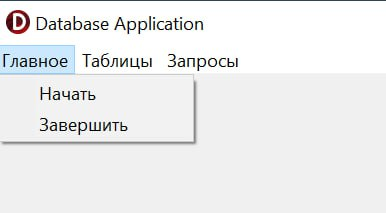 Database Application
Главное Таблицы Запросы
Начать
Завершить